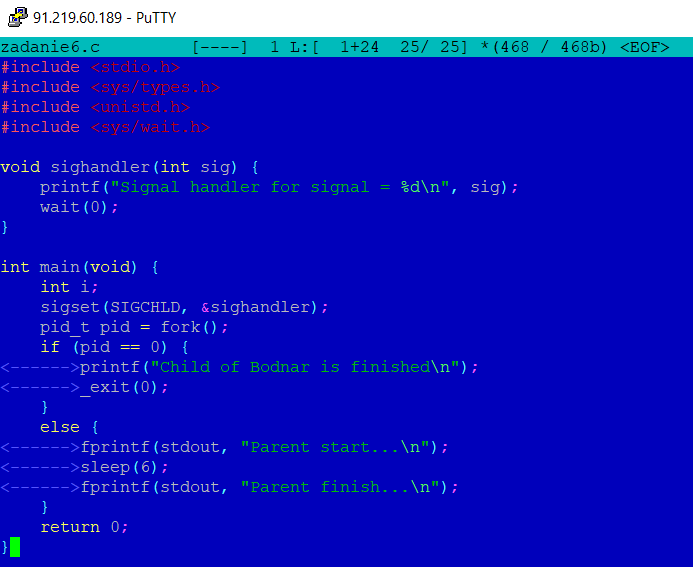 91.219.60.189 - PuTTY
zadanie6.c         [----]  1 L:[  1+24  25/ 25] *(468 / 468b) <EOF>
#include <stdio.h>
#include <sys/types.h>
#include <unistd.h>
#include <sys/wait.h>

void sighandler(int sig) {
    printf("Signal handler for signal = %d\n", sig);
    wait(0);
}

int main(void) {
    int i;
    sigset(SIGCHLD, &sighandler);
    pid_t pid = fork();
    if (pid == 0) {
<------>printf("Child of Bodnar is finished\n");
<------>_exit(0);
    }
    else {
<------>fprintf(stdout, "Parent start...\n");
<------>sleep(6);
<------>fprintf(stdout, "Parent finish...\n");
    }
    return 0;
}